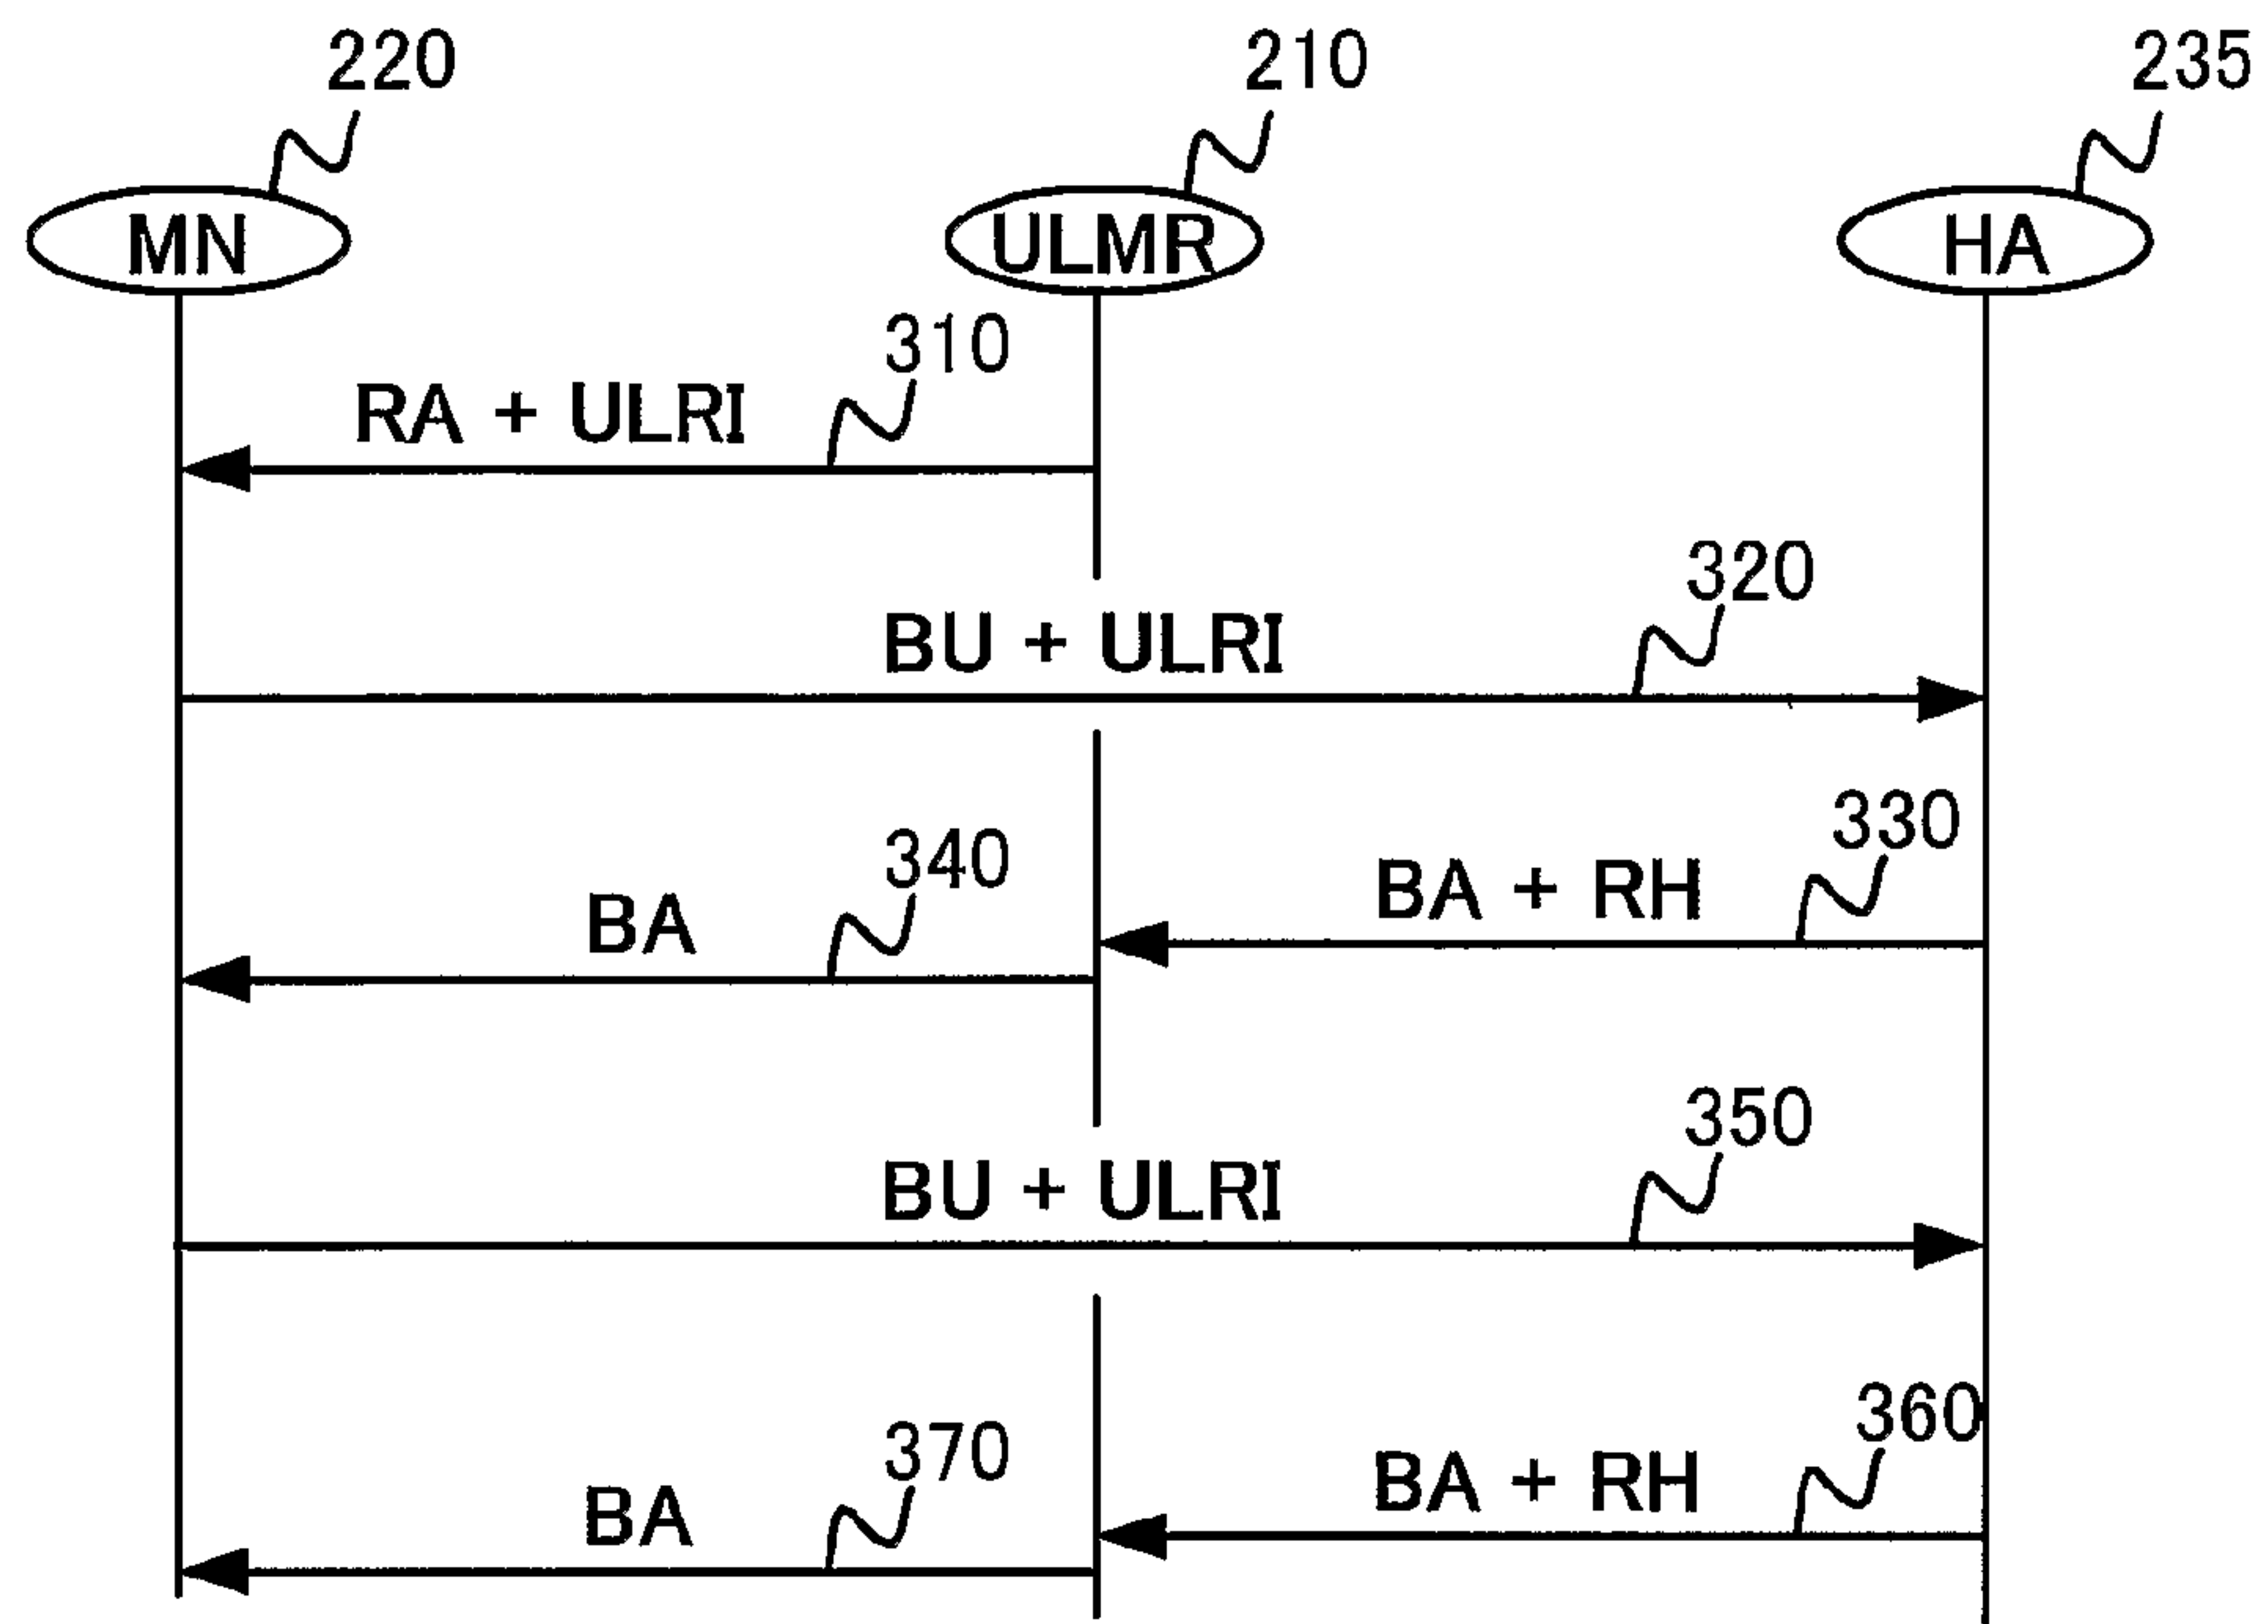 220
210
235
MN
ULMR
HA
310
RA + ULRI
320
BU + ULRI
330
340
BA + RH
BA
350
BU + ULRI
360
370
BA + RH
BA